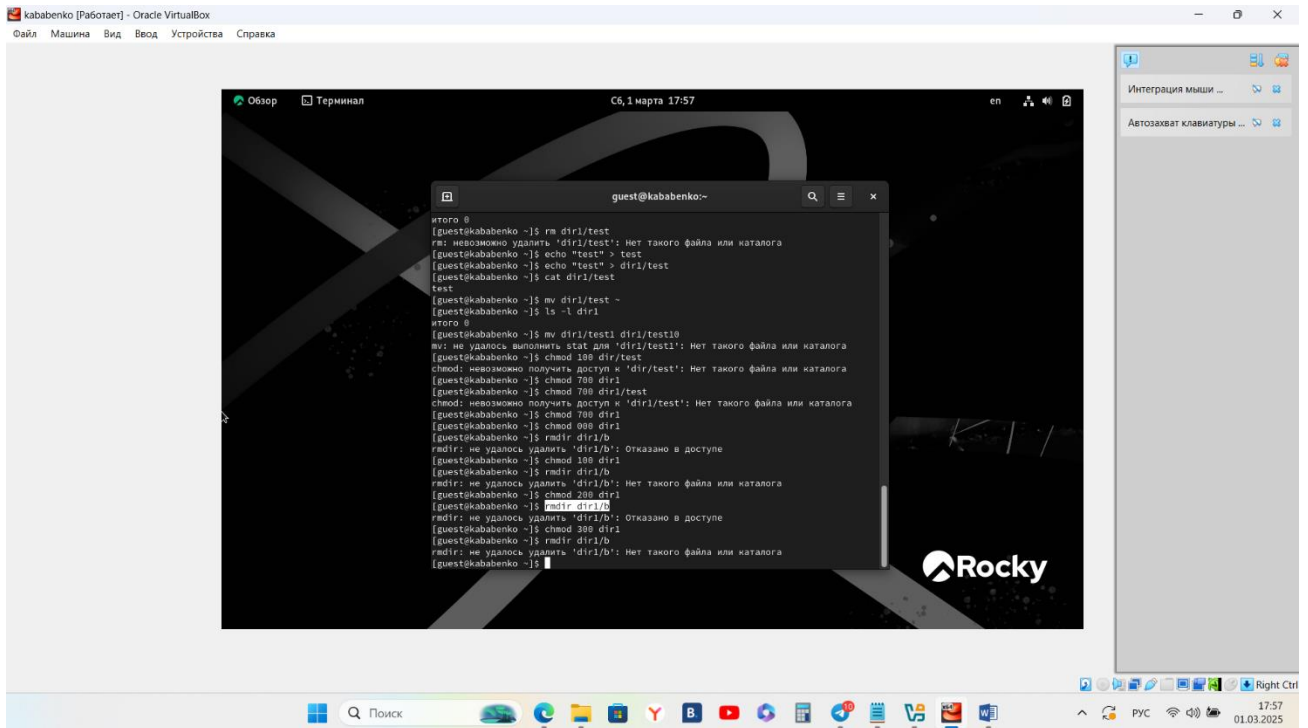 kababenko [Работает] - Oracle VirtualBox
Файл Машина Вид Ввод Устройства Справка
Обзор Терминал Сб, 1 марта 17:57 en
Интеграция мыши ...
Автозахват клавиатуры ...
guest@kababenko:~
итого 0
[guest@kababenko ~]$ rm dir1/test
rm: невозможно удалить 'dir1/test': Нет такого файла или каталога
[guest@kababenko ~]$ echo "test" > test
[guest@kababenko ~]$ echo "test" > dir1/test
[guest@kababenko ~]$ cat dir1/test
test
[guest@kababenko ~]$ mv dir1/test ~
[guest@kababenko ~]$ ls -l dir1
итого 0
[guest@kababenko ~]$ mv dir1/test1 dir1/test10
mv: не удалось выполнить stat для 'dir1/test1': Нет такого файла или каталога
[guest@kababenko ~]$ chmod 100 dir/test
chmod: невозможно получить доступ к 'dir/test': Нет такого файла или каталога
[guest@kababenko ~]$ chmod 700 dir1
[guest@kababenko ~]$ chmod 700 dir1/test
chmod: невозможно получить доступ к 'dir1/test': Нет такого файла или каталога
[guest@kababenko ~]$ chmod 700 dir1
[guest@kababenko ~]$ chmod 000 dir1
[guest@kababenko ~]$ rmdir dir1/b
rmdir: не удалось удалить 'dir1/b': Отказано в доступе
[guest@kababenko ~]$ chmod 100 dir1
[guest@kababenko ~]$ rmdir dir1/b
rmdir: не удалось удалить 'dir1/b': Нет такого файла или каталога
[guest@kababenko ~]$ chmod 200 dir1
[guest@kababenko ~]$ rmdir dir1/b
rmdir: не удалось удалить 'dir1/b': Отказано в доступе
[guest@kababenko ~]$ chmod 300 dir1
[guest@kababenko ~]$ rmdir dir1/b
rmdir: не удалось удалить 'dir1/b': Нет такого файла или каталога
[guest@kababenko ~]$
Rocky
Right Ctrl
Поиск
РУС 17:57
01.03.2025